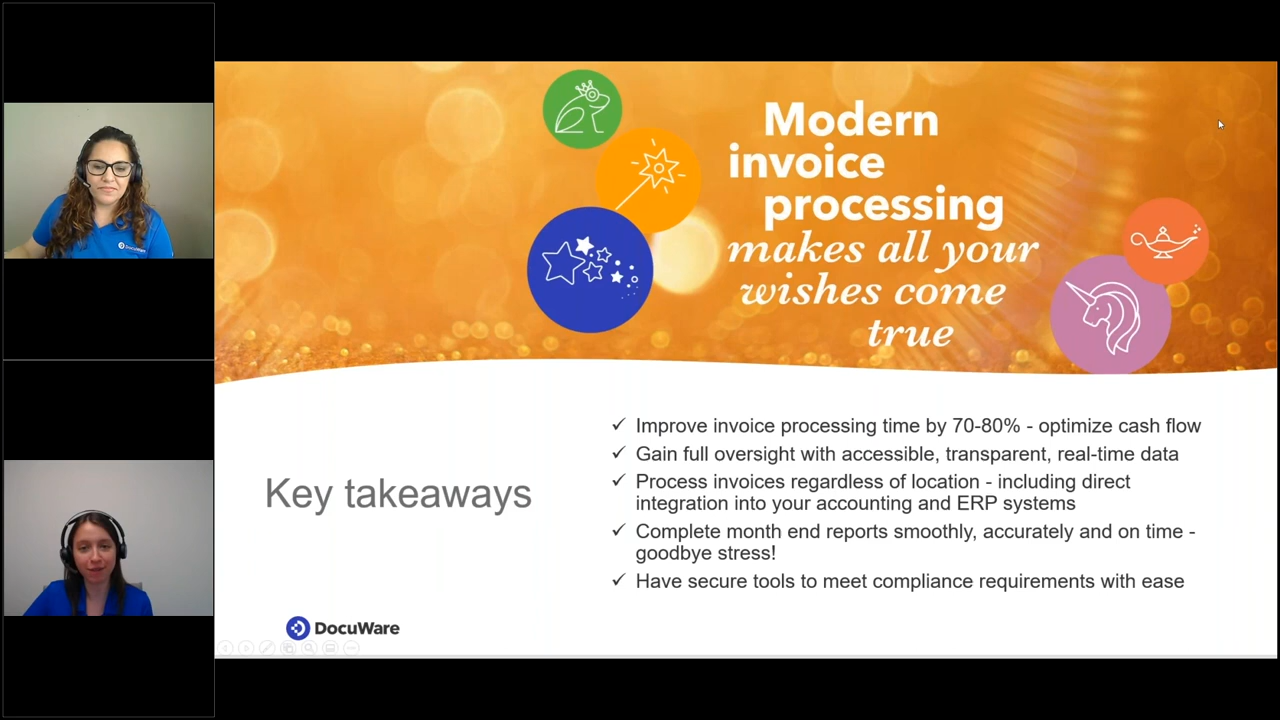 Modern
invoice
processing
makes all your
wishes come
true
Key takeaways
✓ Improve invoice processing time by 70-80% - optimize cash flow
✓ Gain full oversight with accessible, transparent, real-time data
✓ Process invoices regardless of location - including direct
integration into your accounting and ERP systems
✓ Complete month end reports smoothly, accurately and on time -
goodbye stress!
✓ Have secure tools to meet compliance requirements with ease
DocuWare
DocuWare